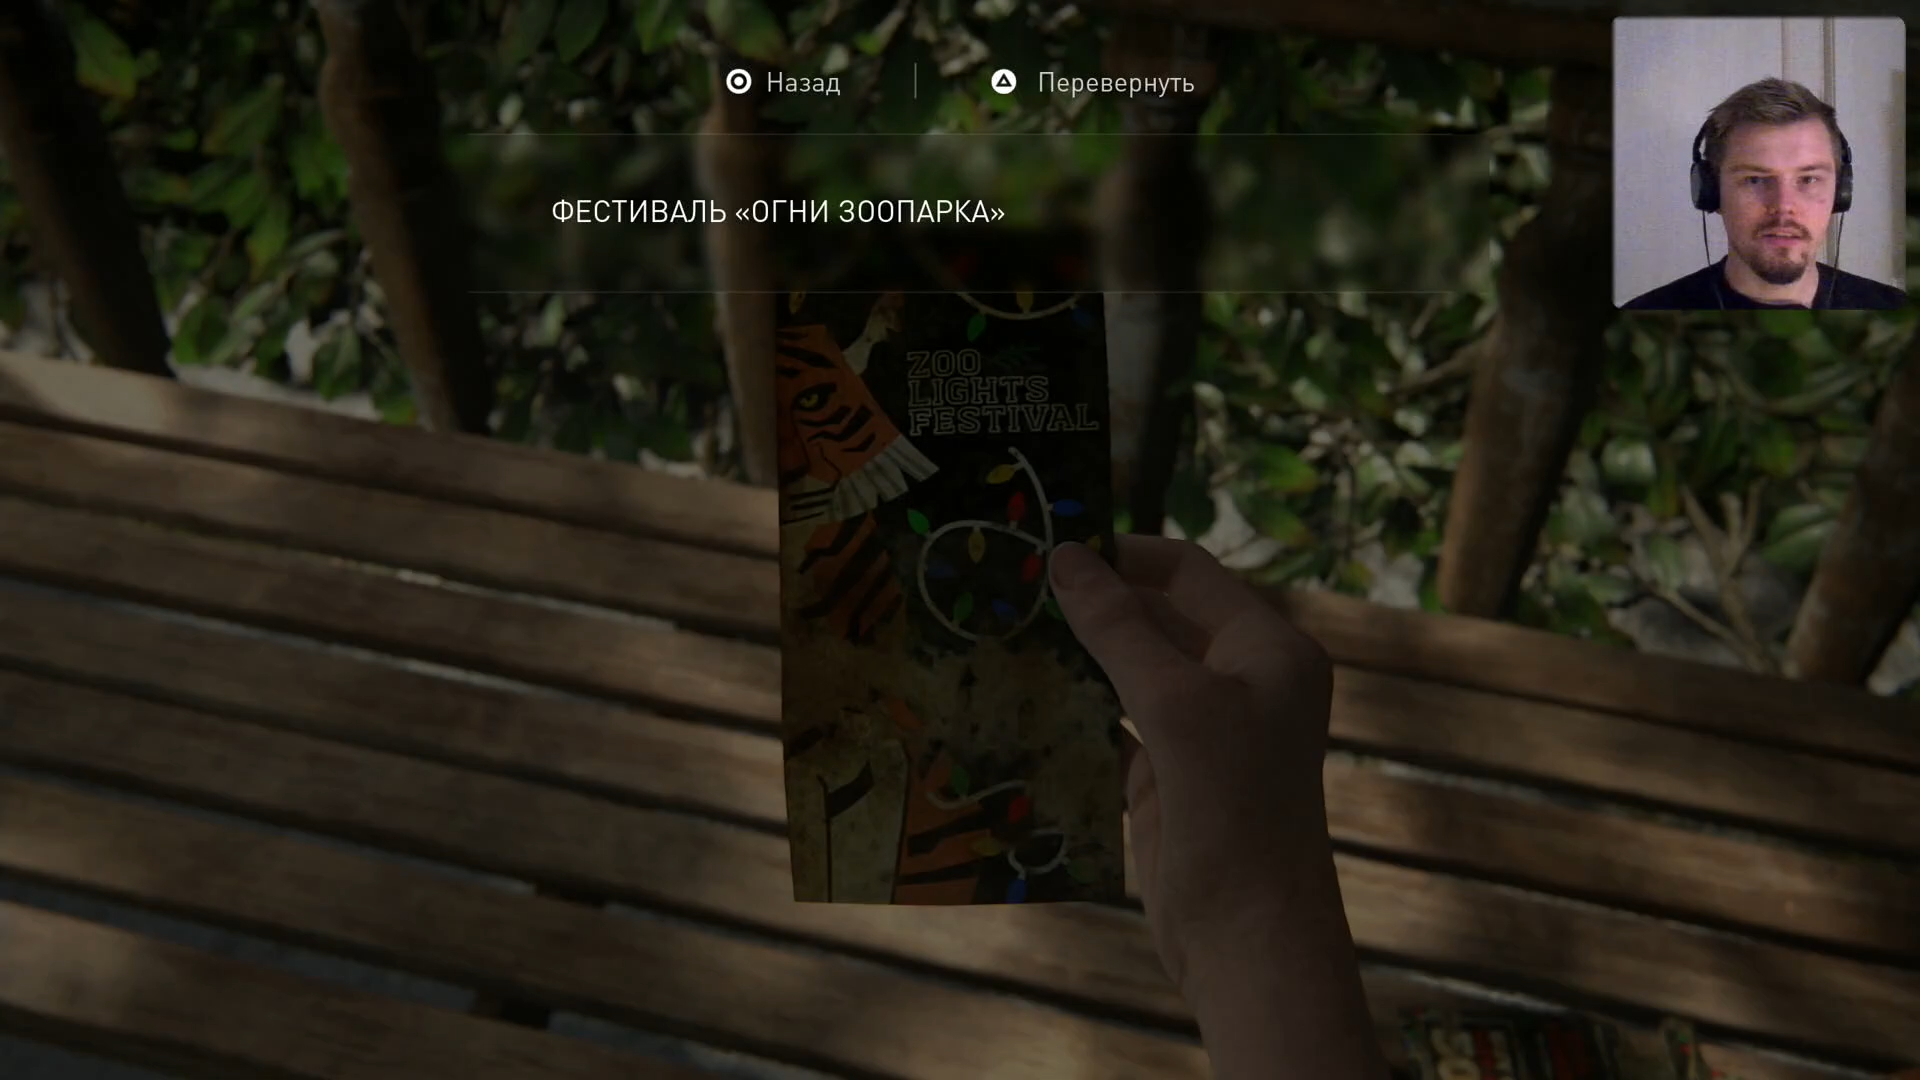 Назад
Перевернуть
ФЕСТИВАЛЬ «ОГНИ ЗООПАРКА»
ZOO
LIGHTS
FESTIVAL